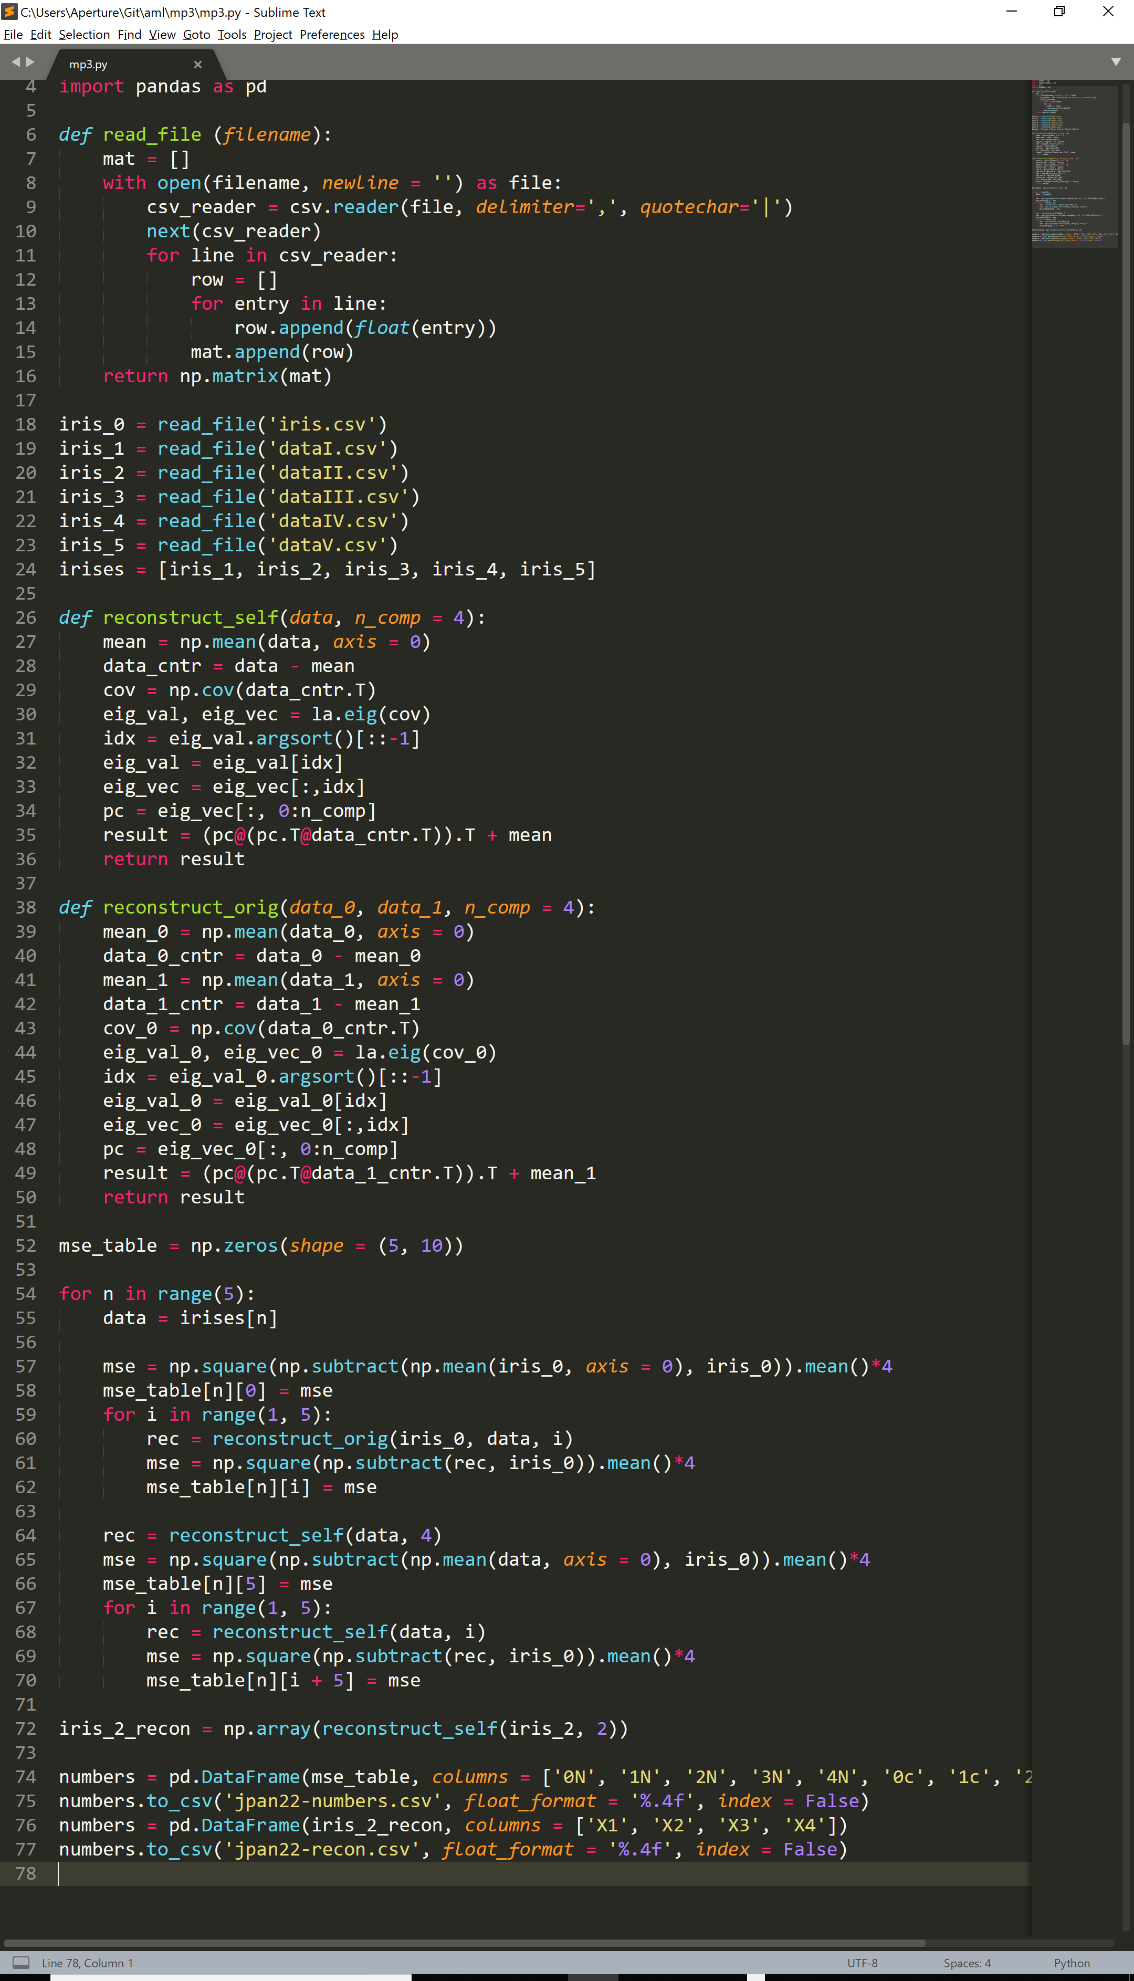 C:\Users\Aperture\Git\aml\mp3\mp3.py - Sublime Text
File Edit Selection Find View Goto Tools Project Preferences Help
mp3.py
4 import pandas as pd
5
6 def read_file (filename):
7     mat = []
8     with open(filename, newline = '') as file:
9         csv_reader = csv.reader(file, delimiter=',', quotechar='|')
10         next(csv_reader)
11         for line in csv_reader:
12             row = []
13             for entry in line:
14                 row.append(float(entry))
15             mat.append(row)
16     return np.matrix(mat)
17
18 iris_0 = read_file('iris.csv')
19 iris_1 = read_file('dataI.csv')
20 iris_2 = read_file('dataII.csv')
21 iris_3 = read_file('dataIII.csv')
22 iris_4 = read_file('dataIV.csv')
23 iris_5 = read_file('dataV.csv')
24 irises = [iris_1, iris_2, iris_3, iris_4, iris_5]
25
26 def reconstruct_self(data, n_comp = 4):
27     mean = np.mean(data, axis = 0)
28     data_cntr = data - mean
29     cov = np.cov(data_cntr.T)
30     eig_val, eig_vec = la.eig(cov)
31     idx = eig_val.argsort()[::-1]
32     eig_val = eig_val[idx]
33     eig_vec = eig_vec[:,idx]
34     pc = eig_vec[:, 0:n_comp]
35     result = (pc@(pc.T@data_cntr.T)).T + mean
36     return result
37
38 def reconstruct_orig(data_0, data_1, n_comp = 4):
39     mean_0 = np.mean(data_0, axis = 0)
40     data_0_cntr = data_0 - mean_0
41     mean_1 = np.mean(data_1, axis = 0)
42     data_1_cntr = data_1 - mean_1
43     cov_0 = np.cov(data_0_cntr.T)
44     eig_val_0, eig_vec_0 = la.eig(cov_0)
45     idx = eig_val_0.argsort()[::-1]
46     eig_val_0 = eig_val_0[idx]
47     eig_vec_0 = eig_vec_0[:,idx]
48     pc = eig_vec_0[:, 0:n_comp]
49     result = (pc@(pc.T@data_1_cntr.T)).T + mean_1
50     return result
51
52 mse_table = np.zeros(shape = (5, 10))
53
54 for n in range(5):
55     data = irises[n]
56
57     mse = np.square(np.subtract(np.mean(iris_0, axis = 0), iris_0)).mean()*4
58     mse_table[n][0] = mse
59     for i in range(1, 5):
60         rec = reconstruct_orig(iris_0, data, i)
61         mse = np.square(np.subtract(rec, iris_0)).mean()*4
62         mse_table[n][i] = mse
63
64     rec = reconstruct_self(data, 4)
65     mse = np.square(np.subtract(np.mean(data, axis = 0), iris_0)).mean()*4
66     mse_table[n][5] = mse
67     for i in range(1, 5):
68         rec = reconstruct_self(data, i)
69         mse = np.square(np.subtract(rec, iris_0)).mean()*4
70         mse_table[n][i + 5] = mse
71
72 iris_2_recon = np.array(reconstruct_self(iris_2, 2))
73
74 numbers = pd.DataFrame(mse_table, columns = ['0N', '1N', '2N', '3N', '4N', '0c', '1c', '2
75 numbers.to_csv('jpan22-numbers.csv', float_format = '%.4f', index = False)
76 numbers = pd.DataFrame(iris_2_recon, columns = ['X1', 'X2', 'X3', 'X4'])
77 numbers.to_csv('jpan22-recon.csv', float_format = '%.4f', index = False)
78
Line 78, Column 1 UTF-8 Spaces: 4 Python